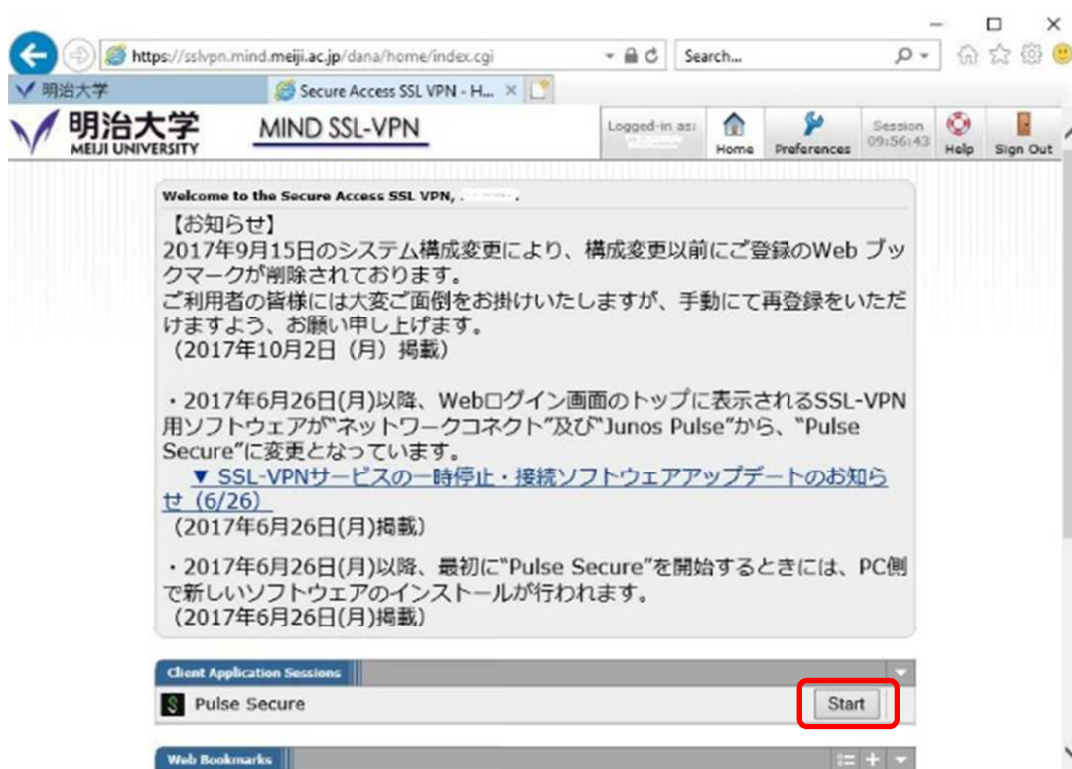 https://sslvpn.mind.meiji.ac.jp/dana/home/index.cgi
Search...
明治大学
Secure Access SSL VPN - H...
明治大学
MEIJI UNIVERSITY
MIND SSL-VPN
Logged-in as:
Home
Preferences
Session
09:56:43
Help
Sign Out
Welcome to the Secure Access SSL VPN,
【お知らせ】
2017年9月15日のシステム構成変更により、構成変更以前にご登録のWeb ブッ
クマークが削除されております。
ご利用者の皆様には大変ご面倒をお掛けいたしますが、手動にて再登録をいただ
けますよう、お願い申し上げます。
（2017年10月2日（月）掲載）
・2017年6月26日(月)以降、Webログイン画面のトップに表示されるSSL-VPN
用ソフトウェアが“ネットワークコネクト”及び“Junos Pulse”から、“Pulse
Secure”に変更となっています。
▼ SSL-VPNサービスの一時停止・接続ソフトウェアアップデートのお知ら
せ（6/26）
（2017年6月26日(月)掲載）
・2017年6月26日(月)以降、最初に“Pulse Secure”を開始するときには、PC側
で新しいソフトウェアのインストールが行われます。
（2017年6月26日(月)掲載）
Client Application Sessions
Pulse Secure
Start
Web Bookmarks